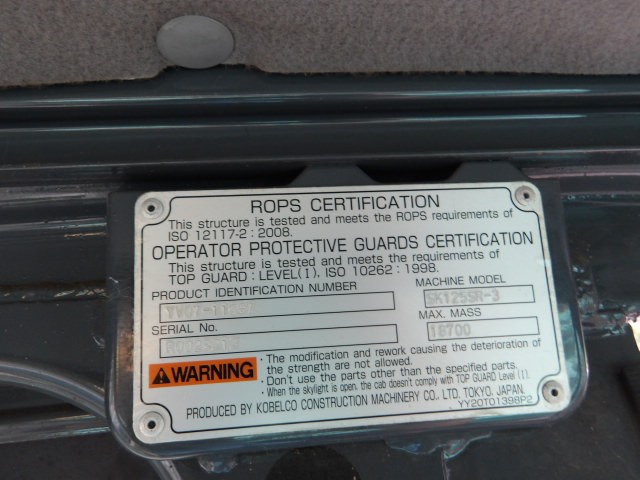 ROPS CERTIFICATION
This structure is tested and meets the ROPS requirements of
ISO 12117-2 : 2008.
OPERATOR PROTECTIVE GUARDS CERTIFICATION
This structure is tested and meets the requirements of
TOP GUARD : LEVEL(I), ISO 10262 : 1998.
PRODUCT IDENTIFICATION NUMBER
MACHINE MODEL
SK125SR-3
SERIAL No.
MAX. MASS
16700
WARNING
・The modification and rework causing the deterioration of
the strength are not allowed.
・Don't use the parts other than the specified parts.
・When the skylight is open, the cab doesn't comply with TOP GUARD Level (I).
PRODUCED BY KOBELCO CONSTRUCTION MACHINERY CO., LTD. TOKYO, JAPAN.
YY20T01398P2